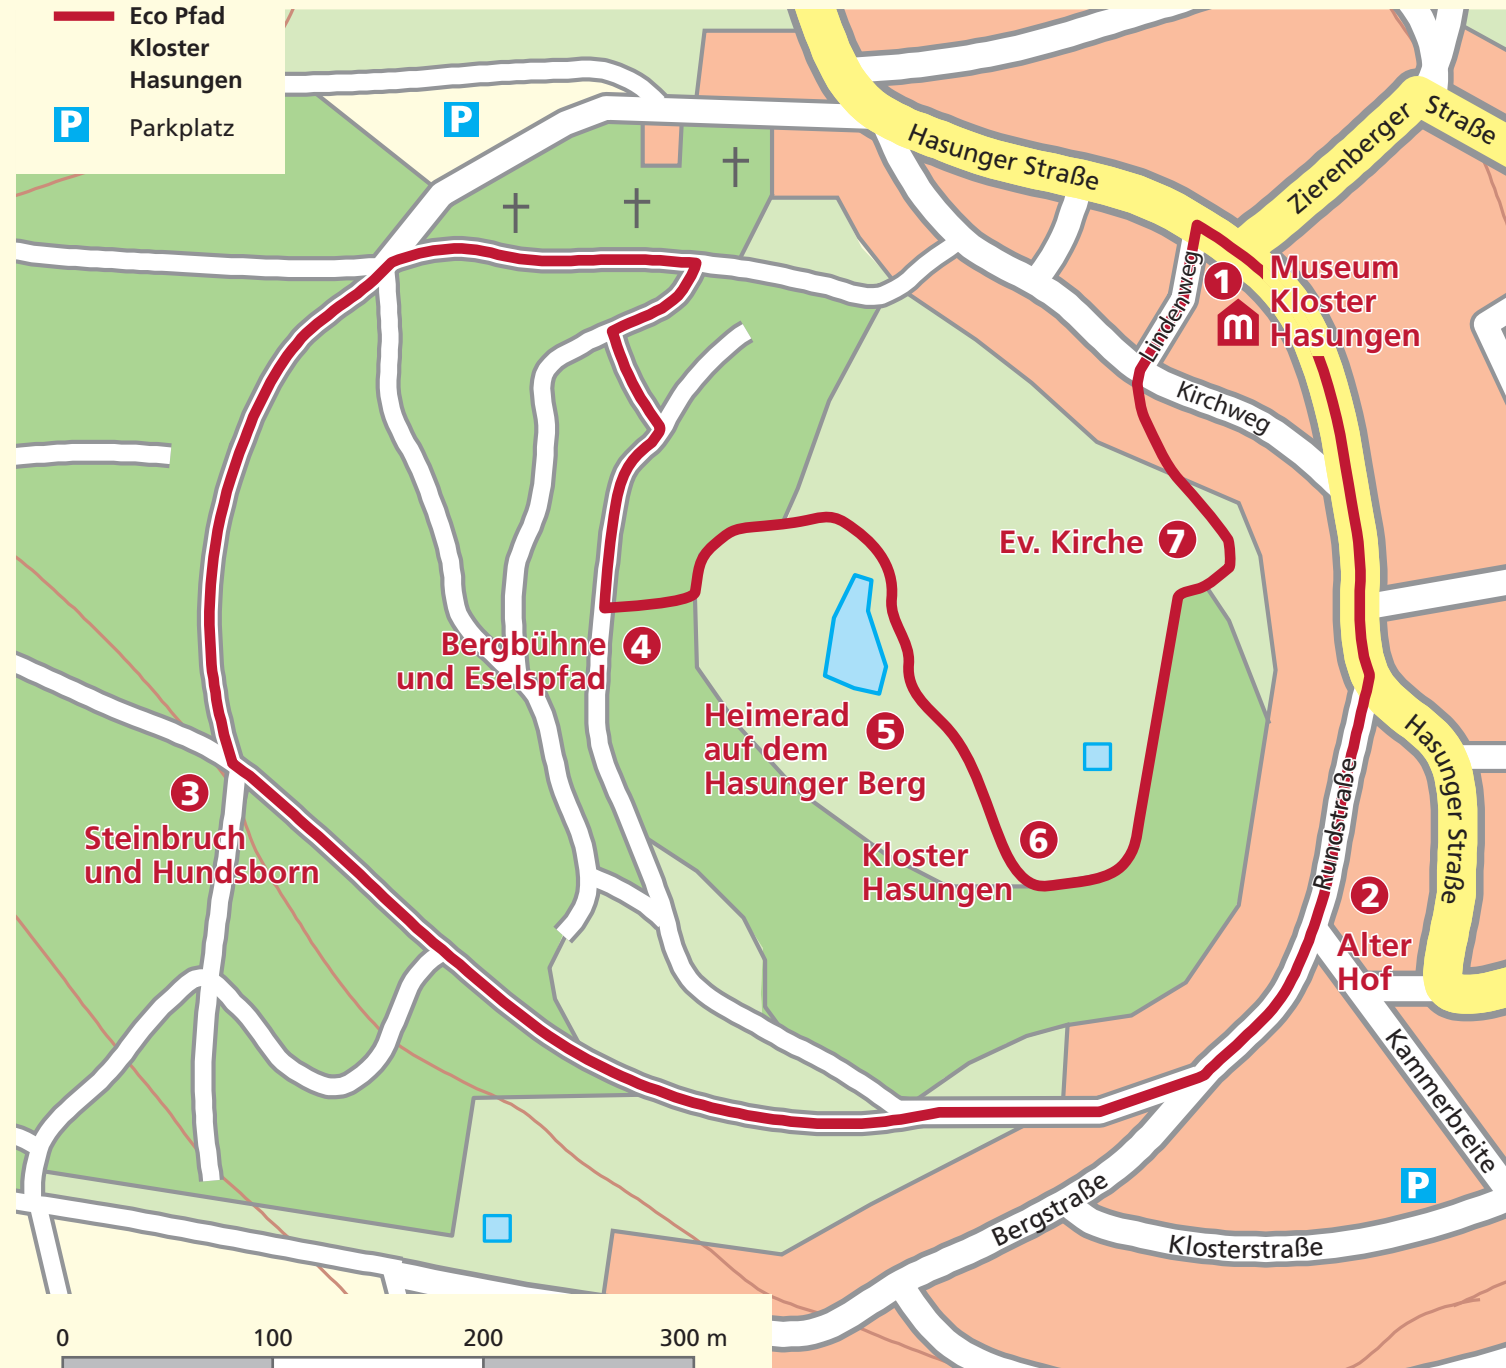 Eco Pfad
Kloster
Hasungen
P
Parkplatz
P
Hasunger Straße
Zierenberger
Straße
Lindenweg
1
Museum
Kloster
Hasungen
m
Kirchweg
Ev. Kirche 7
Bergbühne
und Eselspfad
4
Heimerad
auf dem
Hasunger Berg
5
3
Steinbruch
und Hundsborn
Kloster
Hasungen
6
Rundstraße
Hasunger Straße
2
Alter
Hof
Kammerbreite
P
Bergstraße
Klosterstraße
0 100 200 300 m